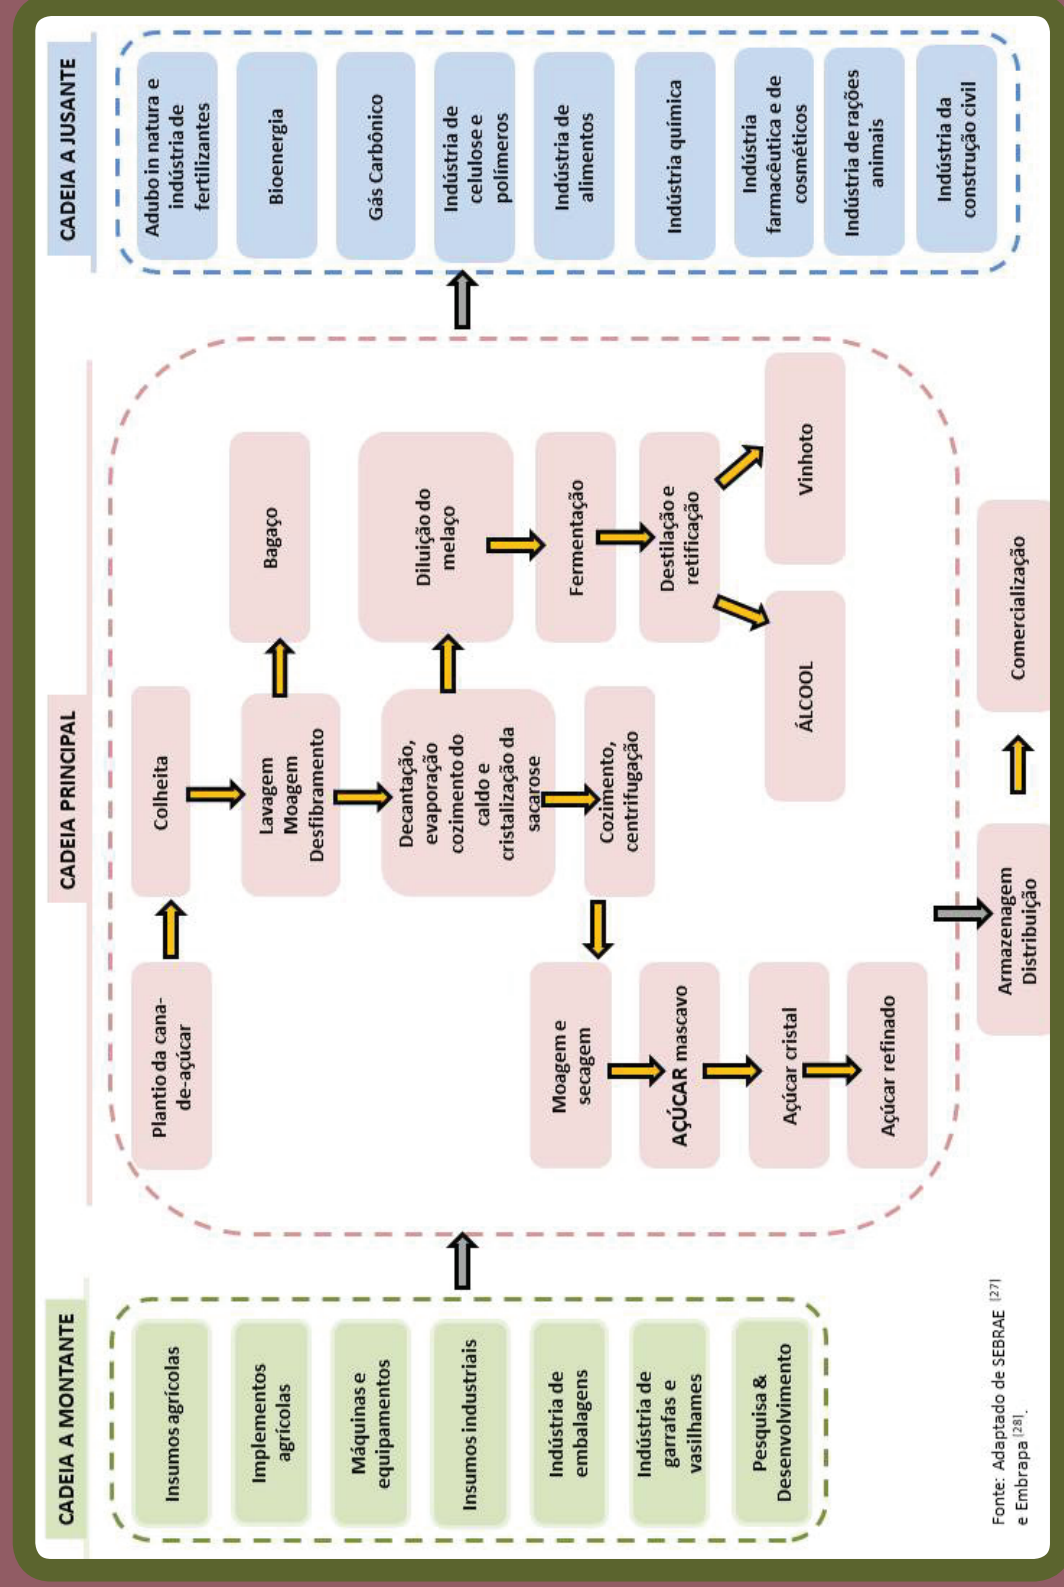 CADEIA A MONTANTE
Insumos agrícolas
Implementos
agrícolas
Máquinas e
equipamentos
Insumos industriais
Indústria de
embalagens
Indústria de
garrafas e
vasilhames
Pesquisa &
Desenvolvimento
CADEIA PRINCIPAL
Plantio da cana-
de-açúcar
Colheita
Lavagem
Moagem
Desfibramento
Bagaço
Decantação,
evaporação
cozimento do
caldo e
cristalização da
sacarose
Diluição do
melaço
Cozimento,
centrifugação
Fermentação
Moagem e
secagem
Destilação e
retificação
AÇÚCAR mascavo
Açúcar cristal
Açúcar refinado
ÁLCOOL
Vinhoto
Armazenagem
Distribuição
Comercialização
CADEIA A JUSANTE
Adubo in natura e
indústria de
fertilizantes
Bioenergia
Gás Carbônico
Indústria de
celulose e
polímeros
Indústria de
alimentos
Indústria química
Indústria
farmacêutica e de
cosméticos
Indústria de rações
animais
Indústria da
construção civil
Fonte: Adaptado de SEBRAE [27]
e Embrapa [28].